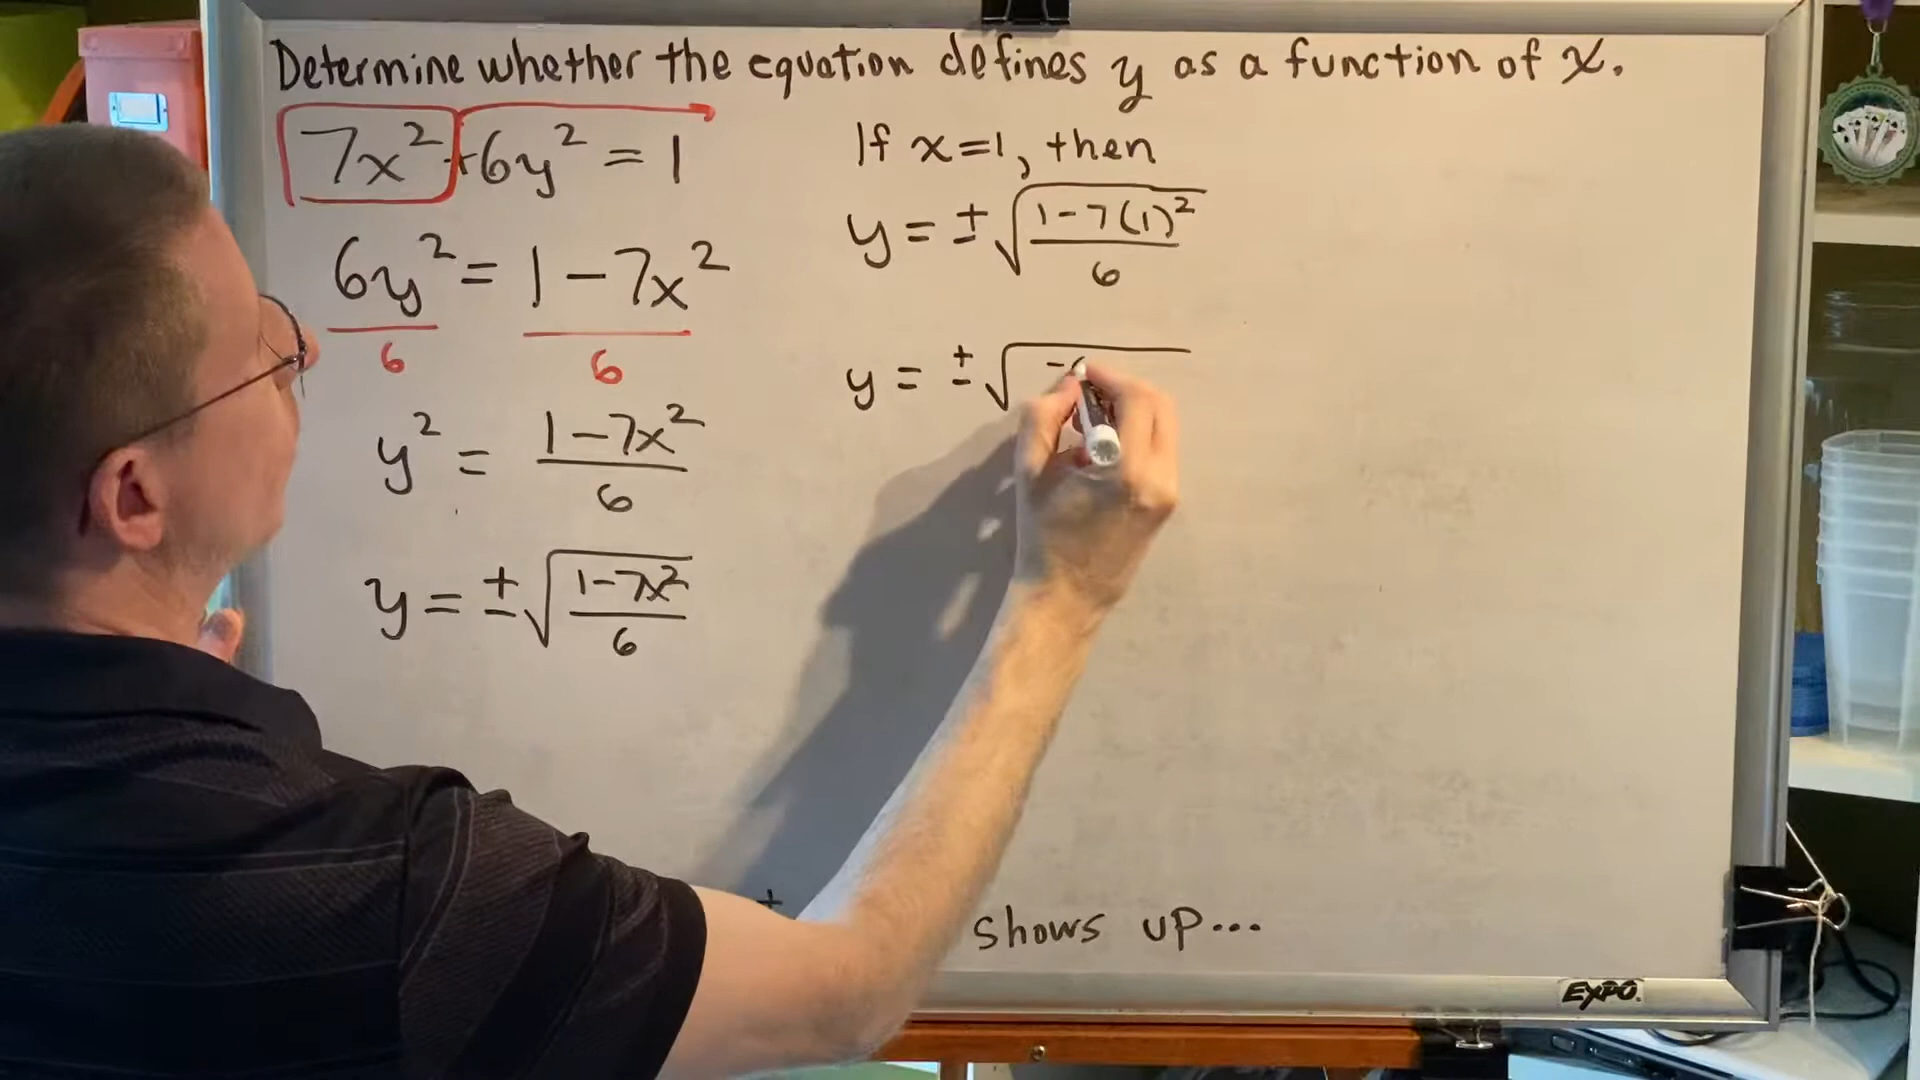 Determine whether the equation defines y as a function of x.
7x² + 6y² = 1
6y² = 1 - 7x²
6 6
y² = (1 - 7x²)/6
y = ±√((1 - 7x²)/6)
If x=1, then
y = ±√((1 - 7(1)²)/6)
y = ±√(-
shows up...
EXPO